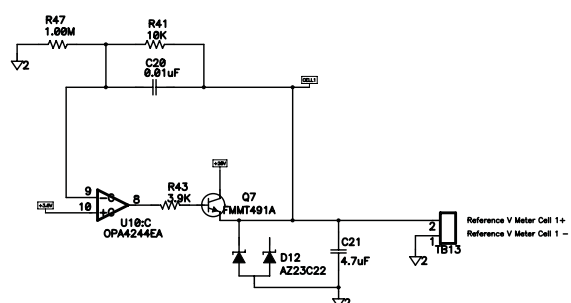 R47
1.00M
R41
10K
C20
0.01uF
CELL1
2
9
10
8
U10:C
OPA4244EA
R43
3.9K
Q7
FMMT491A
D12
AZ23C22
C21
4.7uF
2
Reference V Meter Cell 1+
2
Reference V Meter Cell 1 -
1
TB13
2